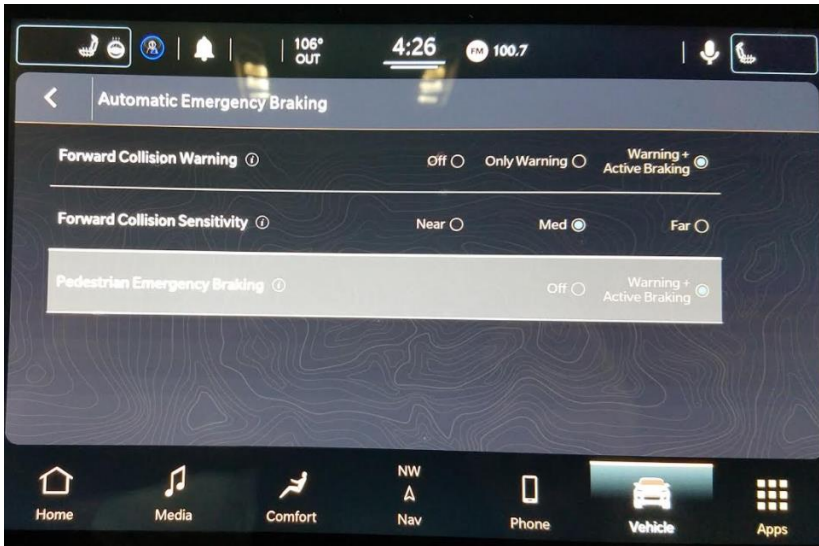 106°
OUT
4:26
FM 100.7
Automatic Emergency Braking
Forward Collision Warning
Off
Only Warning
Warning +
Active Braking
Forward Collision Sensitivity
Near
Med
Far
Pedestrian Emergency Braking
Off
Warning +
Active Braking
Home
Media
Comfort
NW
Nav
Phone
Vehicle
Apps